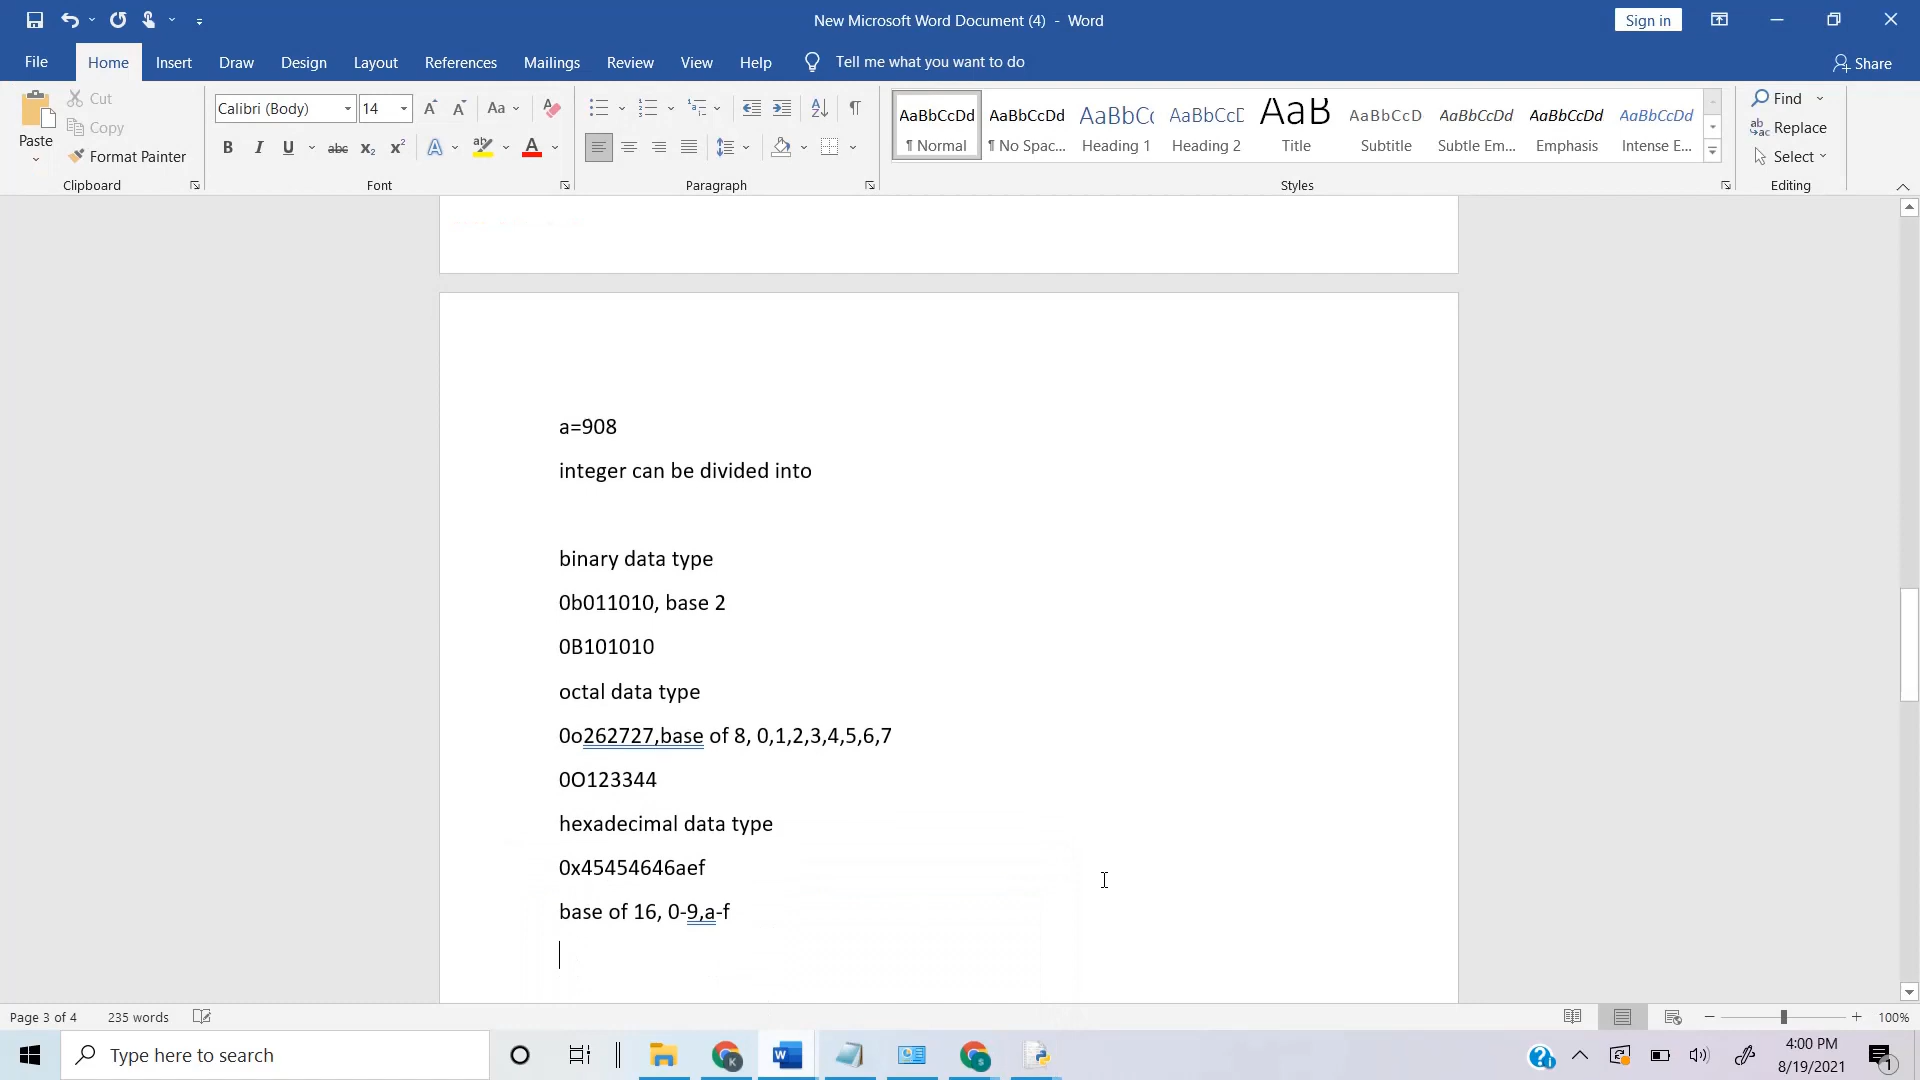 New Microsoft Word Document (4) - Word
Sign in
File Home Insert Draw Design Layout References Mailings Review View Help Tell me what you want to do Share
Paste Cut Copy Format Painter Clipboard
Calibri (Body) 14 Aa
B I U abc x₂ x² A A
Font
Paragraph
AaBbCcDd AaBbCcDd AaBbCc AaBbCcC AaB AaBbCcD AaBbCcDd AaBbCcDd AaBbCcDd
¶ Normal ¶ No Spac... Heading 1 Heading 2 Title Subtitle Subtle Em... Emphasis Intense E...
Styles
Find
Replace
Select
Editing
a=908
integer can be divided into
binary data type
0b011010, base 2
0B101010
octal data type
0o262727,base of 8, 0,1,2,3,4,5,6,7
0O123344
hexadecimal data type
0x45454646aef
base of 16, 0-9,a-f
Page 3 of 4 235 words 100%
Type here to search
4:00 PM
8/19/2021
1